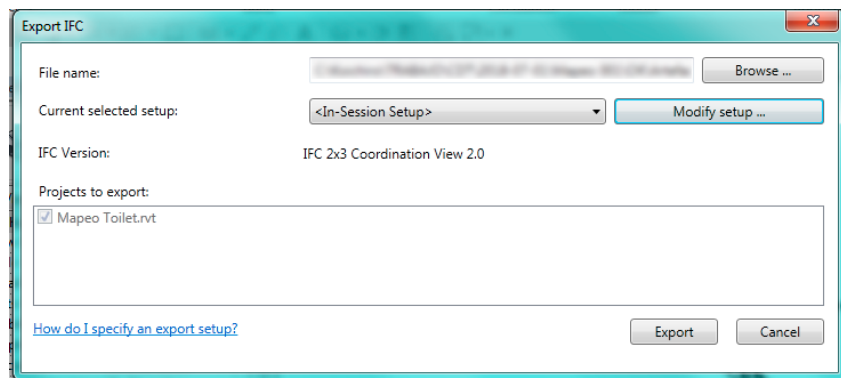 Export IFC
File name:
Browse ...
Current selected setup:
<In-Session Setup>
Modify setup ...
IFC Version:
IFC 2x3 Coordination View 2.0
Projects to export:
Mapeo Toilet.rvt
How do I specify an export setup?
Export
Cancel